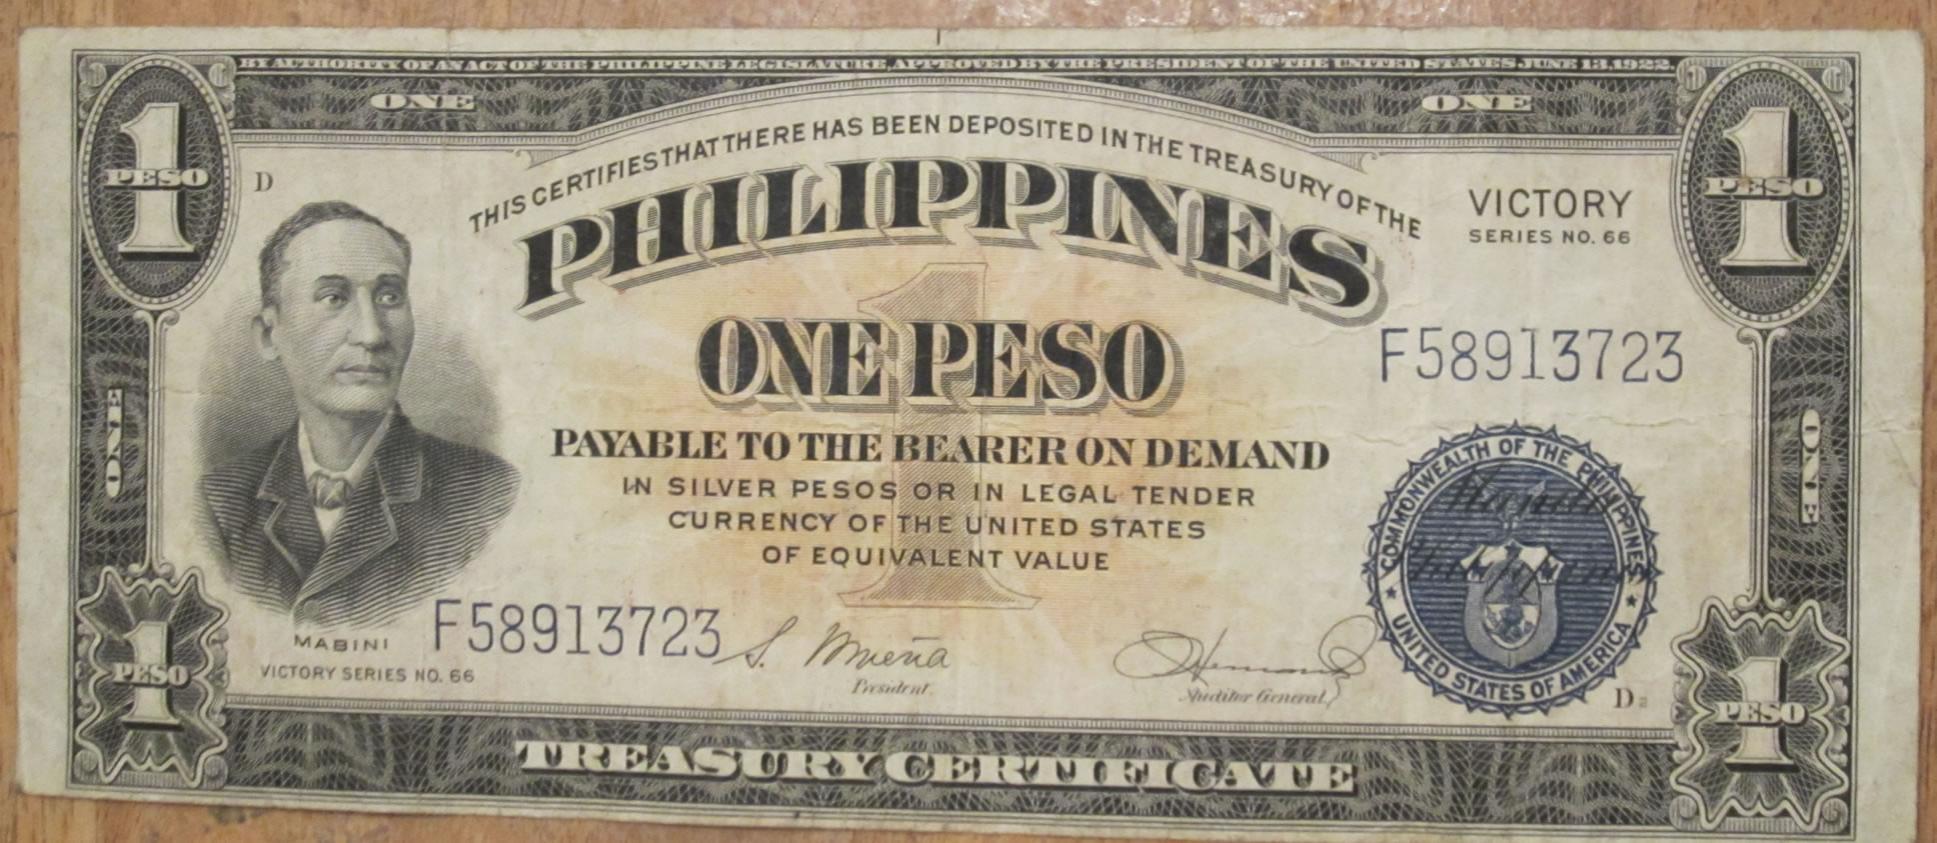 BY AUTHORITY OF AN ACT OF THE PHILIPPINE LEGISLATURE, APPROVED BY THE PRESIDENT OF THE UNITED STATES, JUNE 13, 1922.
ONE
ONE
1
PESO
1
PESO
D
THIS CERTIFIES THAT THERE HAS BEEN DEPOSITED IN THE TREASURY OF THE
VICTORY
SERIES NO. 66
PHILIPPINES
1
ONE PESO
F58913723
PAYABLE TO THE BEARER ON DEMAND
IN SILVER PESOS OR IN LEGAL TENDER
CURRENCY OF THE UNITED STATES
OF EQUIVALENT VALUE
ONE
ONE
COMMONWEALTH OF THE PHILIPPINES
UNITED STATES OF AMERICA
MABINI
VICTORY SERIES NO. 66
F58913723
S. Osmeña
President.
Auditor General,
D
1
PESO
1
PESO
TREASURY CERTIFICATE